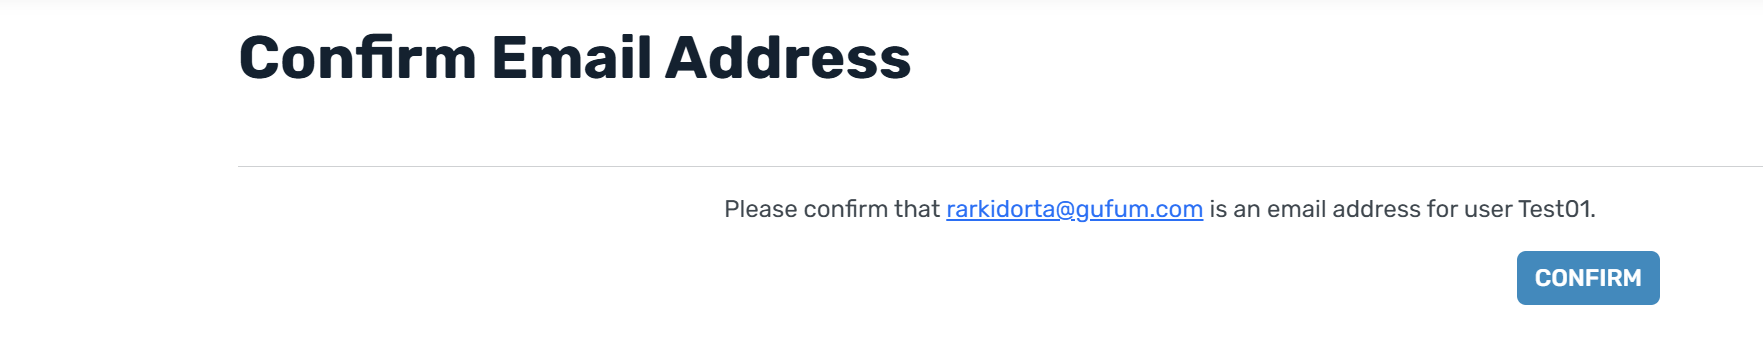 Confirm Email Address
Please confirm that rarkidorta@gufum.com is an email address for user Test01.
CONFIRM